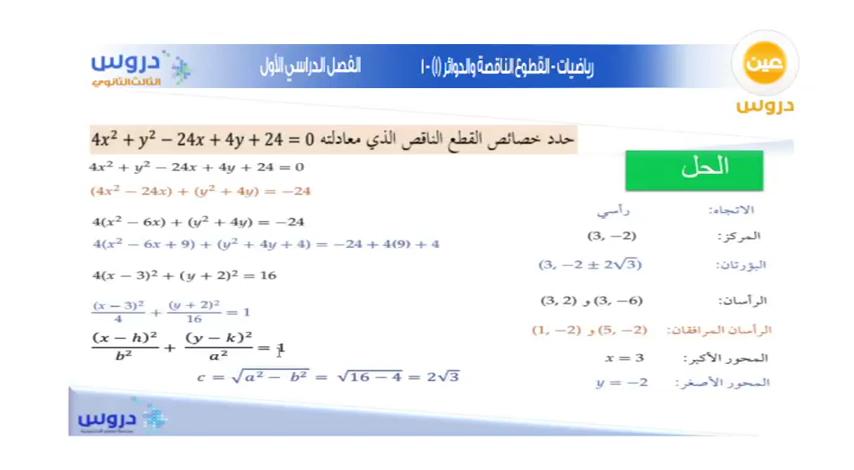 عين
دروس
رياضيات - القطوع الناقصة والدوائر (١) - ١
الفصل الدراسي الأول
دروس
الثالث الثانوي
حدد خصائص القطع الناقص الذي معادلته 4x² + y² − 24x + 4y + 24 = 0
الحل
4x² + y² − 24x + 4y + 24 = 0
(4x² − 24x) + (y² + 4y) = −24
4(x² − 6x) + (y² + 4y) = −24
4(x² − 6x + 9) + (y² + 4y + 4) = −24 + 4(9) + 4
4(x − 3)² + (y + 2)² = 16
(x − 3)²/4 + (y + 2)²/16 = 1
(x − h)²/b² + (y − k)²/a² = 1
c = √(a² − b²) = √(16 − 4) = 2√3
الاتجاه: رأسي
المركز: (3, −2)
البؤرتان: (3, −2 ± 2√3)
الرأسان: (3, −6) و (3, 2)
الرأسان المرافقان: (5, −2) و (1, −2)
المحور الأكبر: x = 3
المحور الأصغر: y = −2
دروس